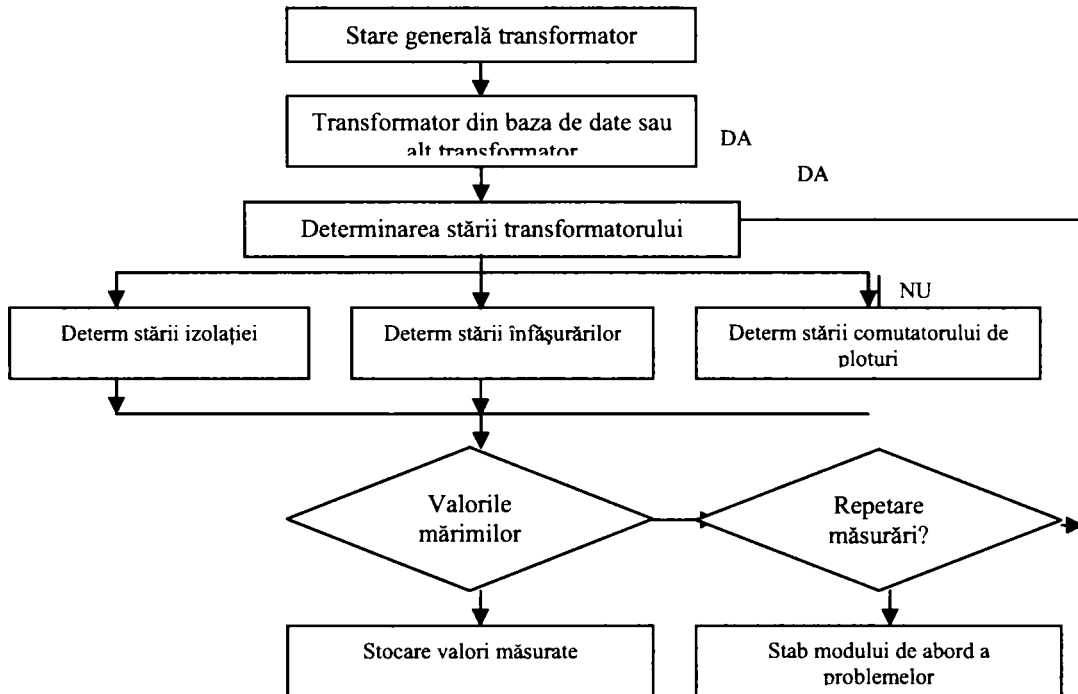 Stare generală transformator
Transformator din baza de date sau
alt transformator
DA
DA
Determinarea stării transformatorului
NU
Determ stării izolației
Determ stării înfășurărilor
Determ stării comutatorului de
ploturi
Valorile
mărimilor
Repetare
măsurări?
Stocare valori măsurate
Stab modului de abord a
problemelor